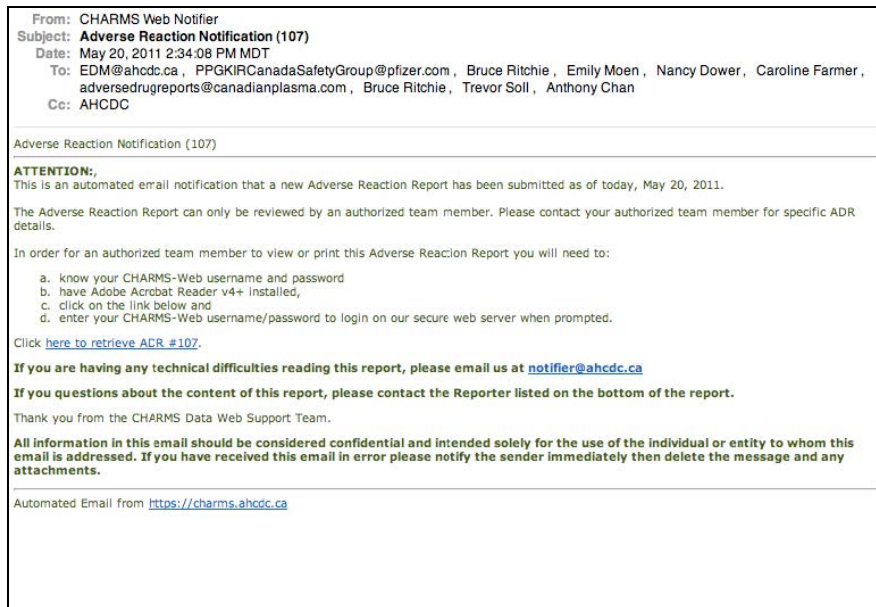 From: CHARMS Web Notifier
Subject: Adverse Reaction Notification (107)
Date: May 20, 2011 2:34:08 PM MDT
To: EDM@ahcdc.ca , PPGKIRCanadaSafetyGroup@pfizer.com , Bruce Ritchie , Emily Moen , Nancy Dower , Caroline Farmer ,
adversedrugreports@canadianplasma.com , Bruce Ritchie , Trevor Soll , Anthony Chan
Cc: AHCDC
Adverse Reaction Notification (107)
ATTENTION:,
This is an automated email notification that a new Adverse Reaction Report has been submitted as of today, May 20, 2011.
The Adverse Reaction Report can only be reviewed by an authorized team member. Please contact your authorized team member for specific ADR
details.
In order for an authorized team member to view or print this Adverse Reaction Report you will need to:
a. know your CHARMS-Web username and password
b. have Adobe Acrobat Reader v4+ installed,
c. click on the link below and
d. enter your CHARMS-Web username/password to login on our secure web server when prompted.
Click here to retrieve ADR #107.
If you are having any technical difficulties reading this report, please email us at notifier@ahcdc.ca
If you questions about the content of this report, please contact the Reporter listed on the bottom of the report.
Thank you from the CHARMS Data Web Support Team.
All information in this email should be considered confidential and intended solely for the use of the individual or entity to whom this
email is addressed. If you have received this email in error please notify the sender immediately then delete the message and any
attachments.
Automated Email from https://charms.ahcdc.ca